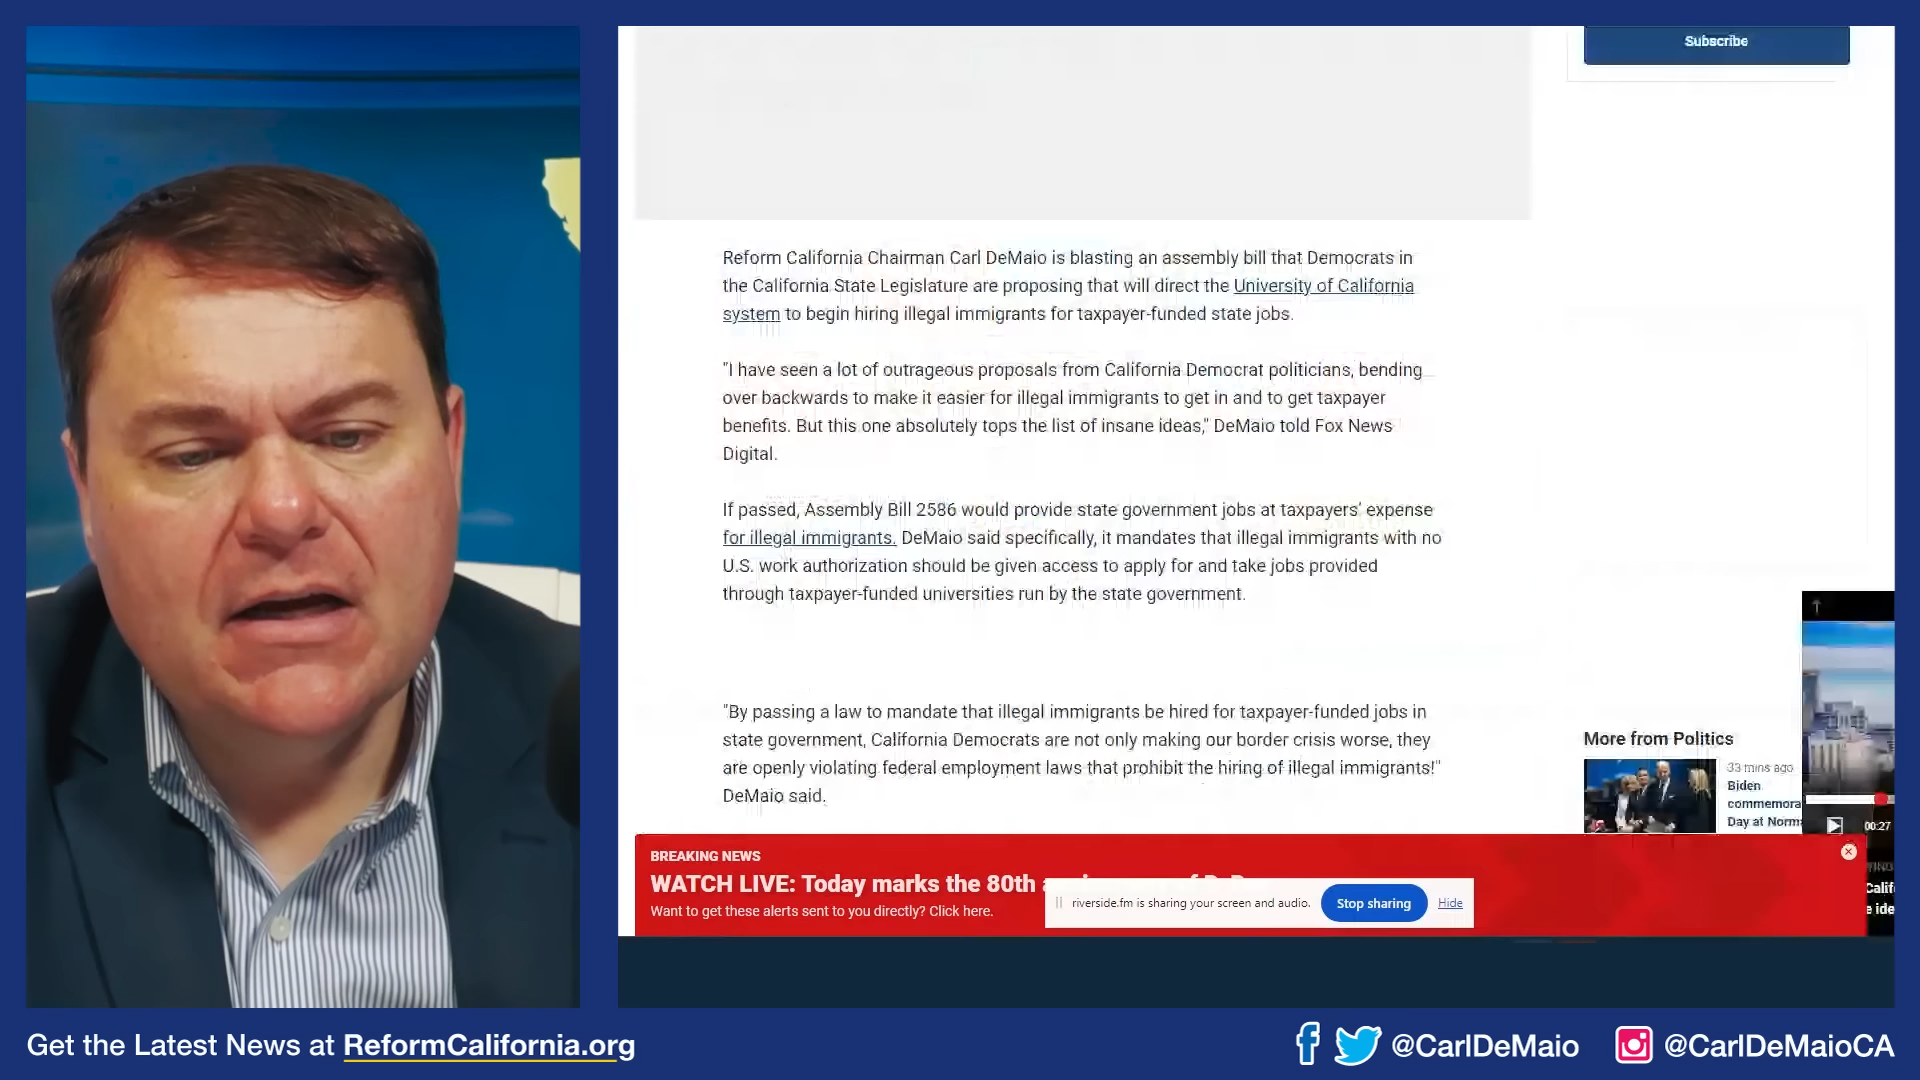 Subscribe
Reform California Chairman Carl DeMaio is blasting an assembly bill that Democrats in
the California State Legislature are proposing that will direct the University of California
system to begin hiring illegal immigrants for taxpayer-funded state jobs.
"I have seen a lot of outrageous proposals from California Democrat politicians, bending
over backwards to make it easier for illegal immigrants to get in and to get taxpayer
benefits. But this one absolutely tops the list of insane ideas," DeMaio told Fox News
Digital.
If passed, Assembly Bill 2586 would provide state government jobs at taxpayers’ expense
for illegal immigrants. DeMaio said specifically, it mandates that illegal immigrants with no
U.S. work authorization should be given access to apply for and take jobs provided
through taxpayer-funded universities run by the state government.
"By passing a law to mandate that illegal immigrants be hired for taxpayer-funded jobs in
state government, California Democrats are not only making our border crisis worse, they
are openly violating federal employment laws that prohibit the hiring of illegal immigrants!"
DeMaio said.
More from Politics
33 mins ago
Biden
commemora
Day at Norm
00:27
Calif
e ide
BREAKING NEWS
WATCH LIVE: Today marks the 80th
Want to get these alerts sent to you directly? Click here.
riverside.fm is sharing your screen and audio.
Stop sharing
Hide
Get the Latest News at ReformCalifornia.org
@CarlDeMaio
@CarlDeMaioCA